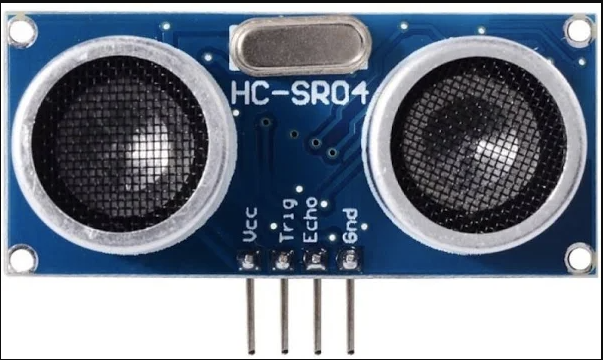 HC-SR04
Vcc
Trig
Echo
Gnd